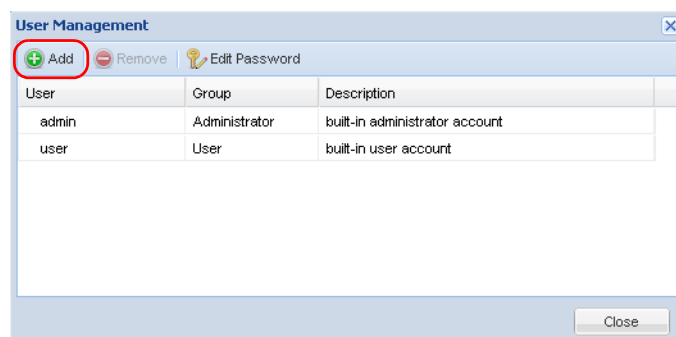 User Management
Add Remove Edit Password
User Group Description
admin Administrator built-in administrator account
user User built-in user account
Close